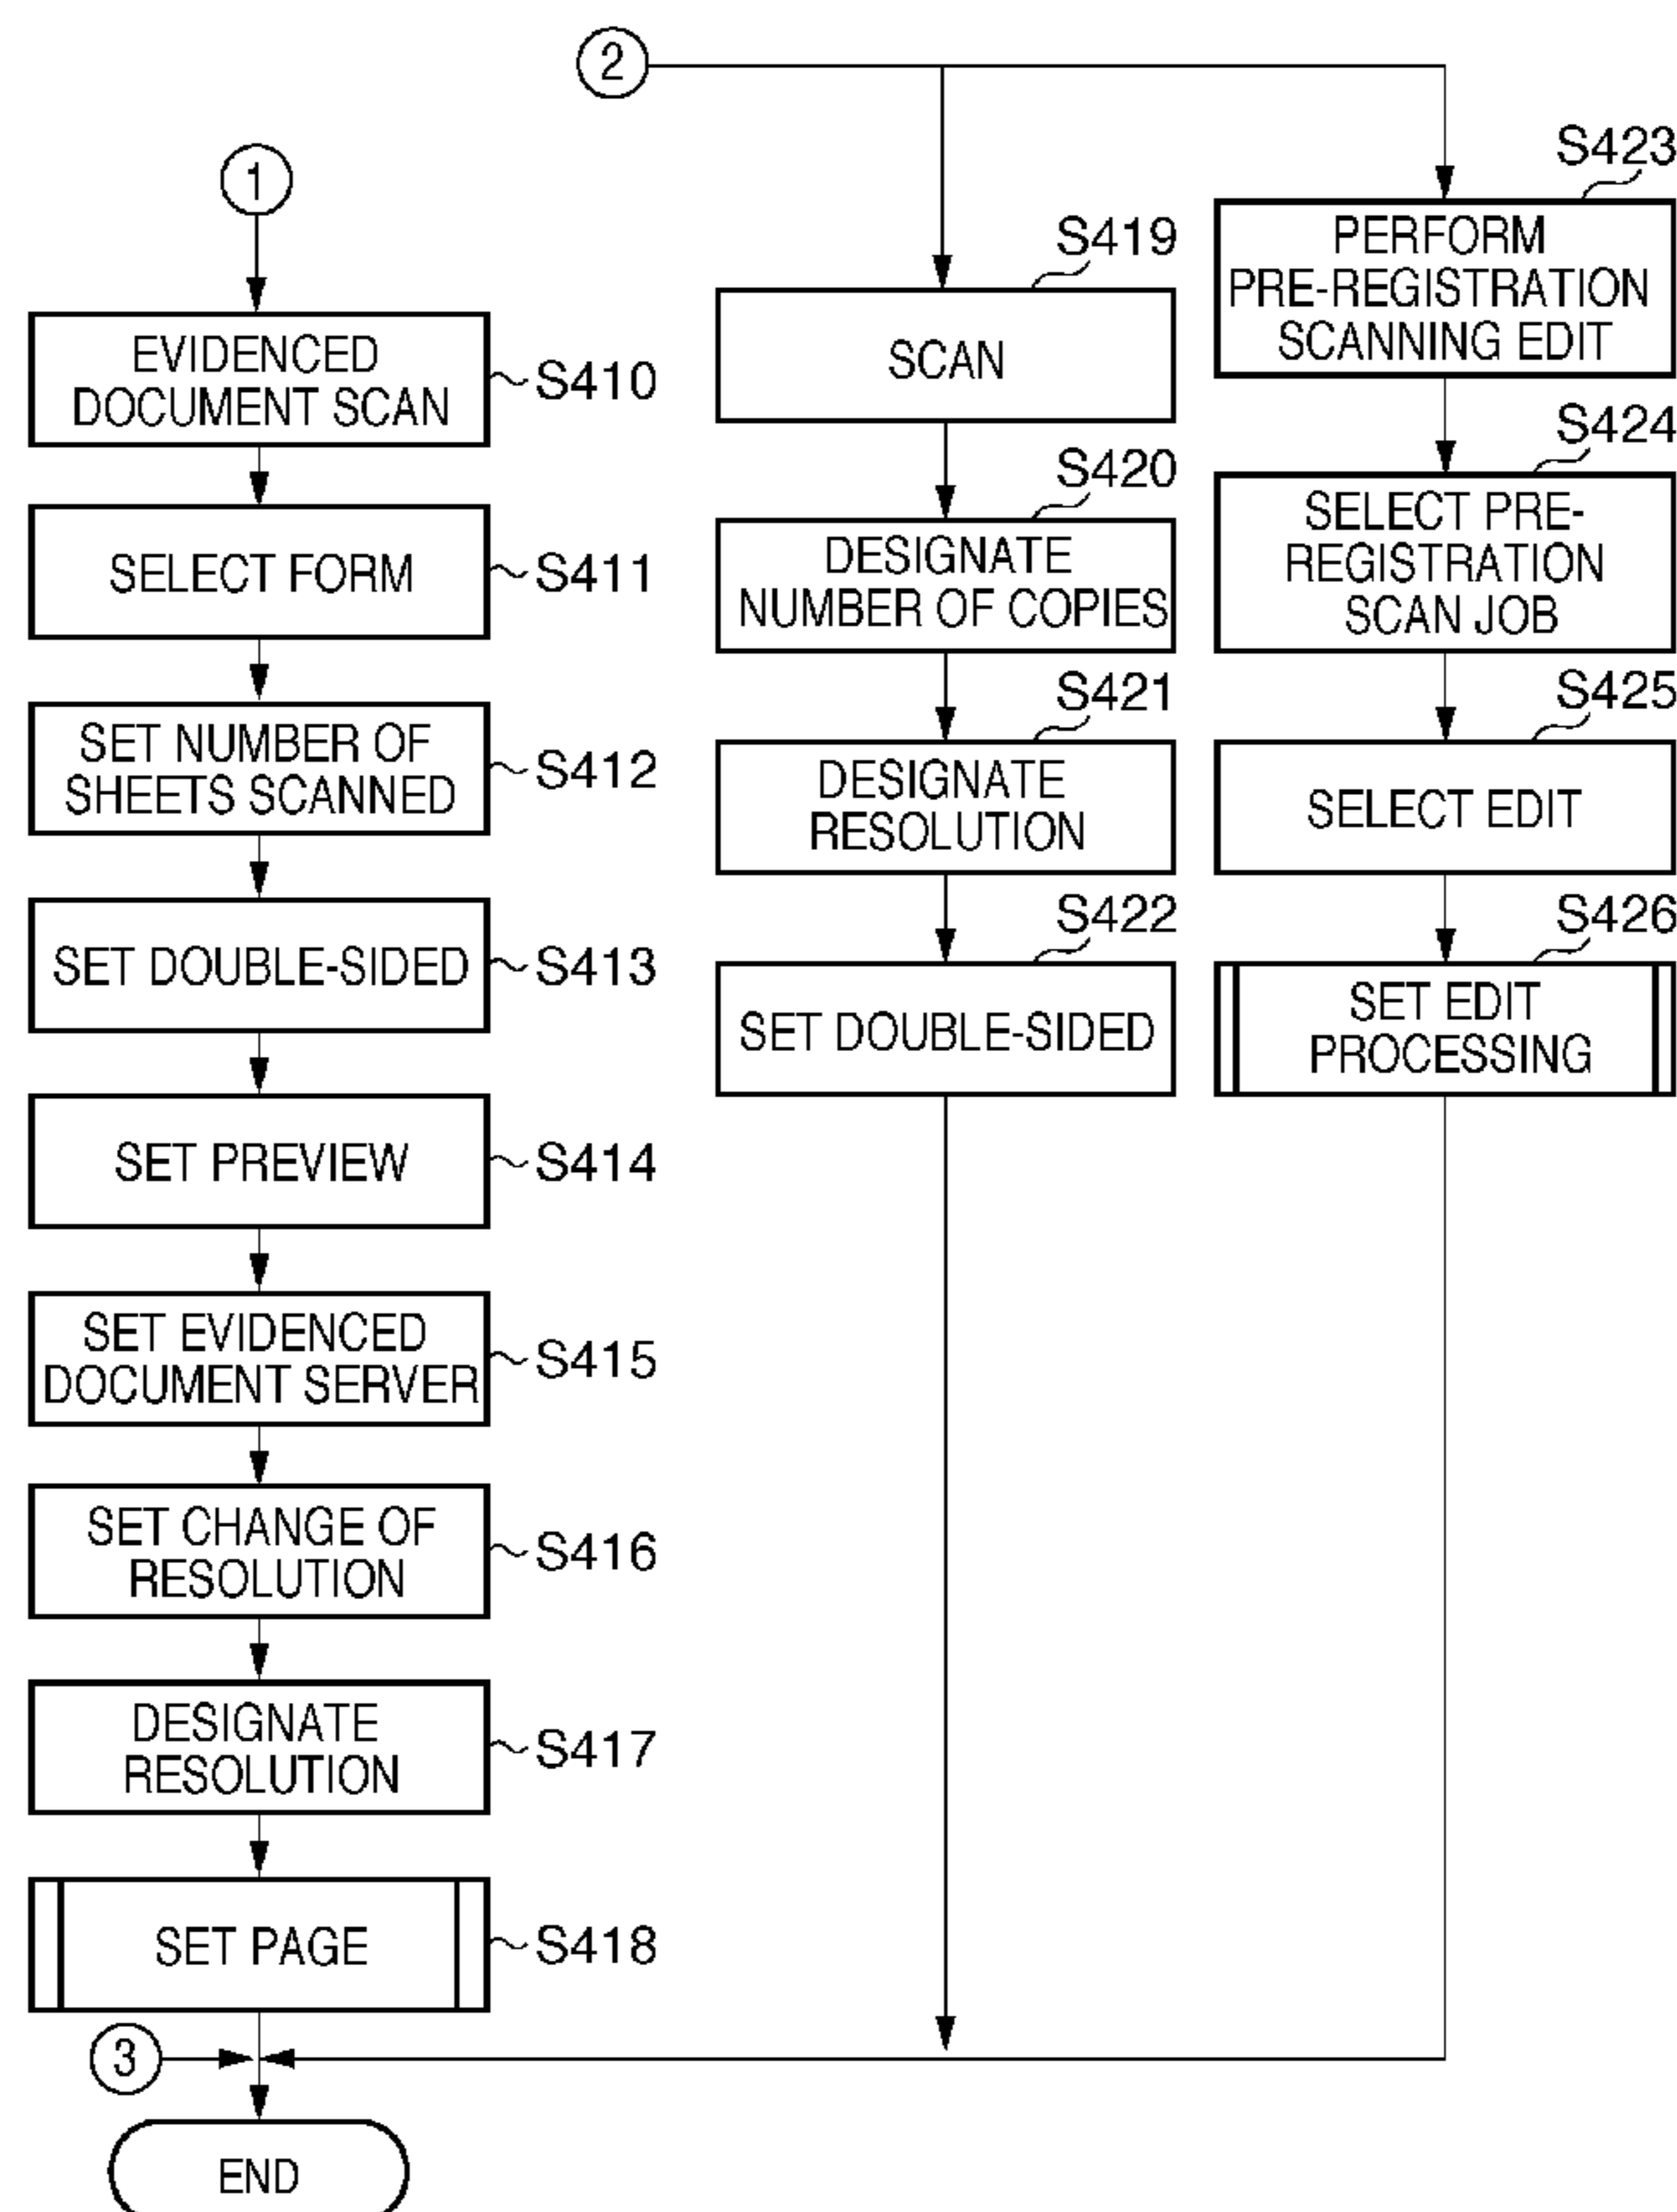 1
EVIDENCED
DOCUMENT SCAN
S410
SELECT FORM
S411
SET NUMBER OF
SHEETS SCANNED
S412
SET DOUBLE-SIDED
S413
SET PREVIEW
S414
SET EVIDENCED
DOCUMENT SERVER
S415
SET CHANGE OF
RESOLUTION
S416
DESIGNATE
RESOLUTION
S417
SET PAGE
S418
3
END
2
S419
SCAN
S420
DESIGNATE
NUMBER OF COPIES
S421
DESIGNATE
RESOLUTION
S422
SET DOUBLE-SIDED
S423
PERFORM
PRE-REGISTRATION
SCANNING EDIT
S424
SELECT PRE-
REGISTRATION
SCAN JOB
S425
SELECT EDIT
S426
SET EDIT
PROCESSING